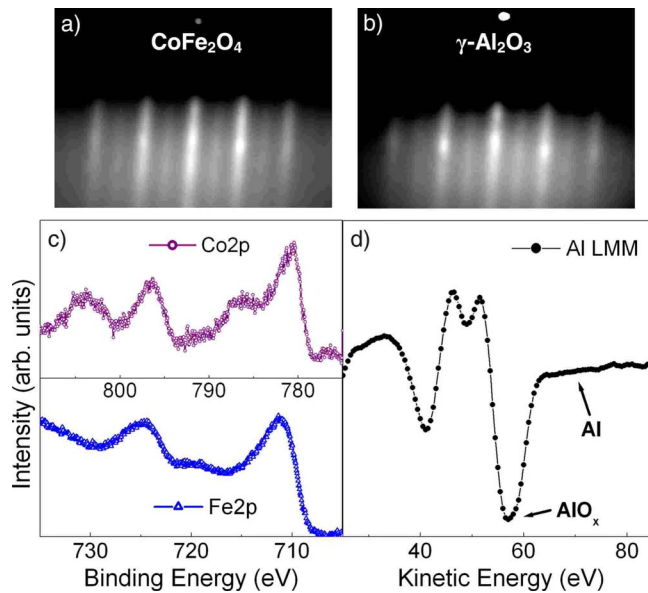 a)
CoFe₂O₄
b)
γ-Al₂O₃
c)
Co2p
800 790 780
Fe2p
730 720 710
Binding Energy (eV)
Intensity (arb. units)
d)
Al LMM
Al
AlOₓ
40 60 80
Kinetic Energy (eV)